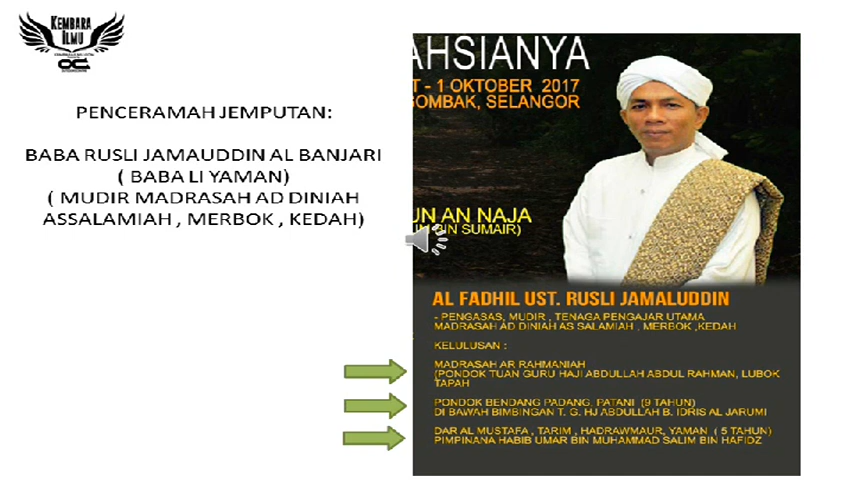 KEMBARA
ILMU
PENCERAMAH JEMPUTAN:
BABA RUSLI JAMAUDDIN AL BANJARI
( BABA LI YAMAN)
( MUDIR MADRASAH AD DINIAH
ASSALAMIAH , MERBOK , KEDAH)
AHSIANYA
T - 1 OKTOBER 2017
GOMBAK, SELANGOR
UN AN NAJA
BIN SUMAIR)
AL FADHIL UST. RUSLI JAMALUDDIN
- PENGASAS, MUDIR , TENAGA PENGAJAR UTAMA
MADRASAH AD DINIAH AS SALAMIAH , MERBOK ,KEDAH
KELULUSAN :
MADRASAH AR RAHMANIAH
(PONDOK TUAN GURU HAJI ABDULLAH ABDUL RAHMAN, LUBOK
TAPAH
PONDOK BENDANG PADANG, PATANI (9 TAHUN)
DI BAWAH BIMBINGAN T. G. HJ ABDULLAH B. IDRIS AL JARUMI
DAR AL MUSTAFA , TARIM , HADRAWMAUR, YAMAN ( 5 TAHUN)
PIMPINANA HABIB UMAR BIN MUHAMMAD SALIM BIN HAFIDZ